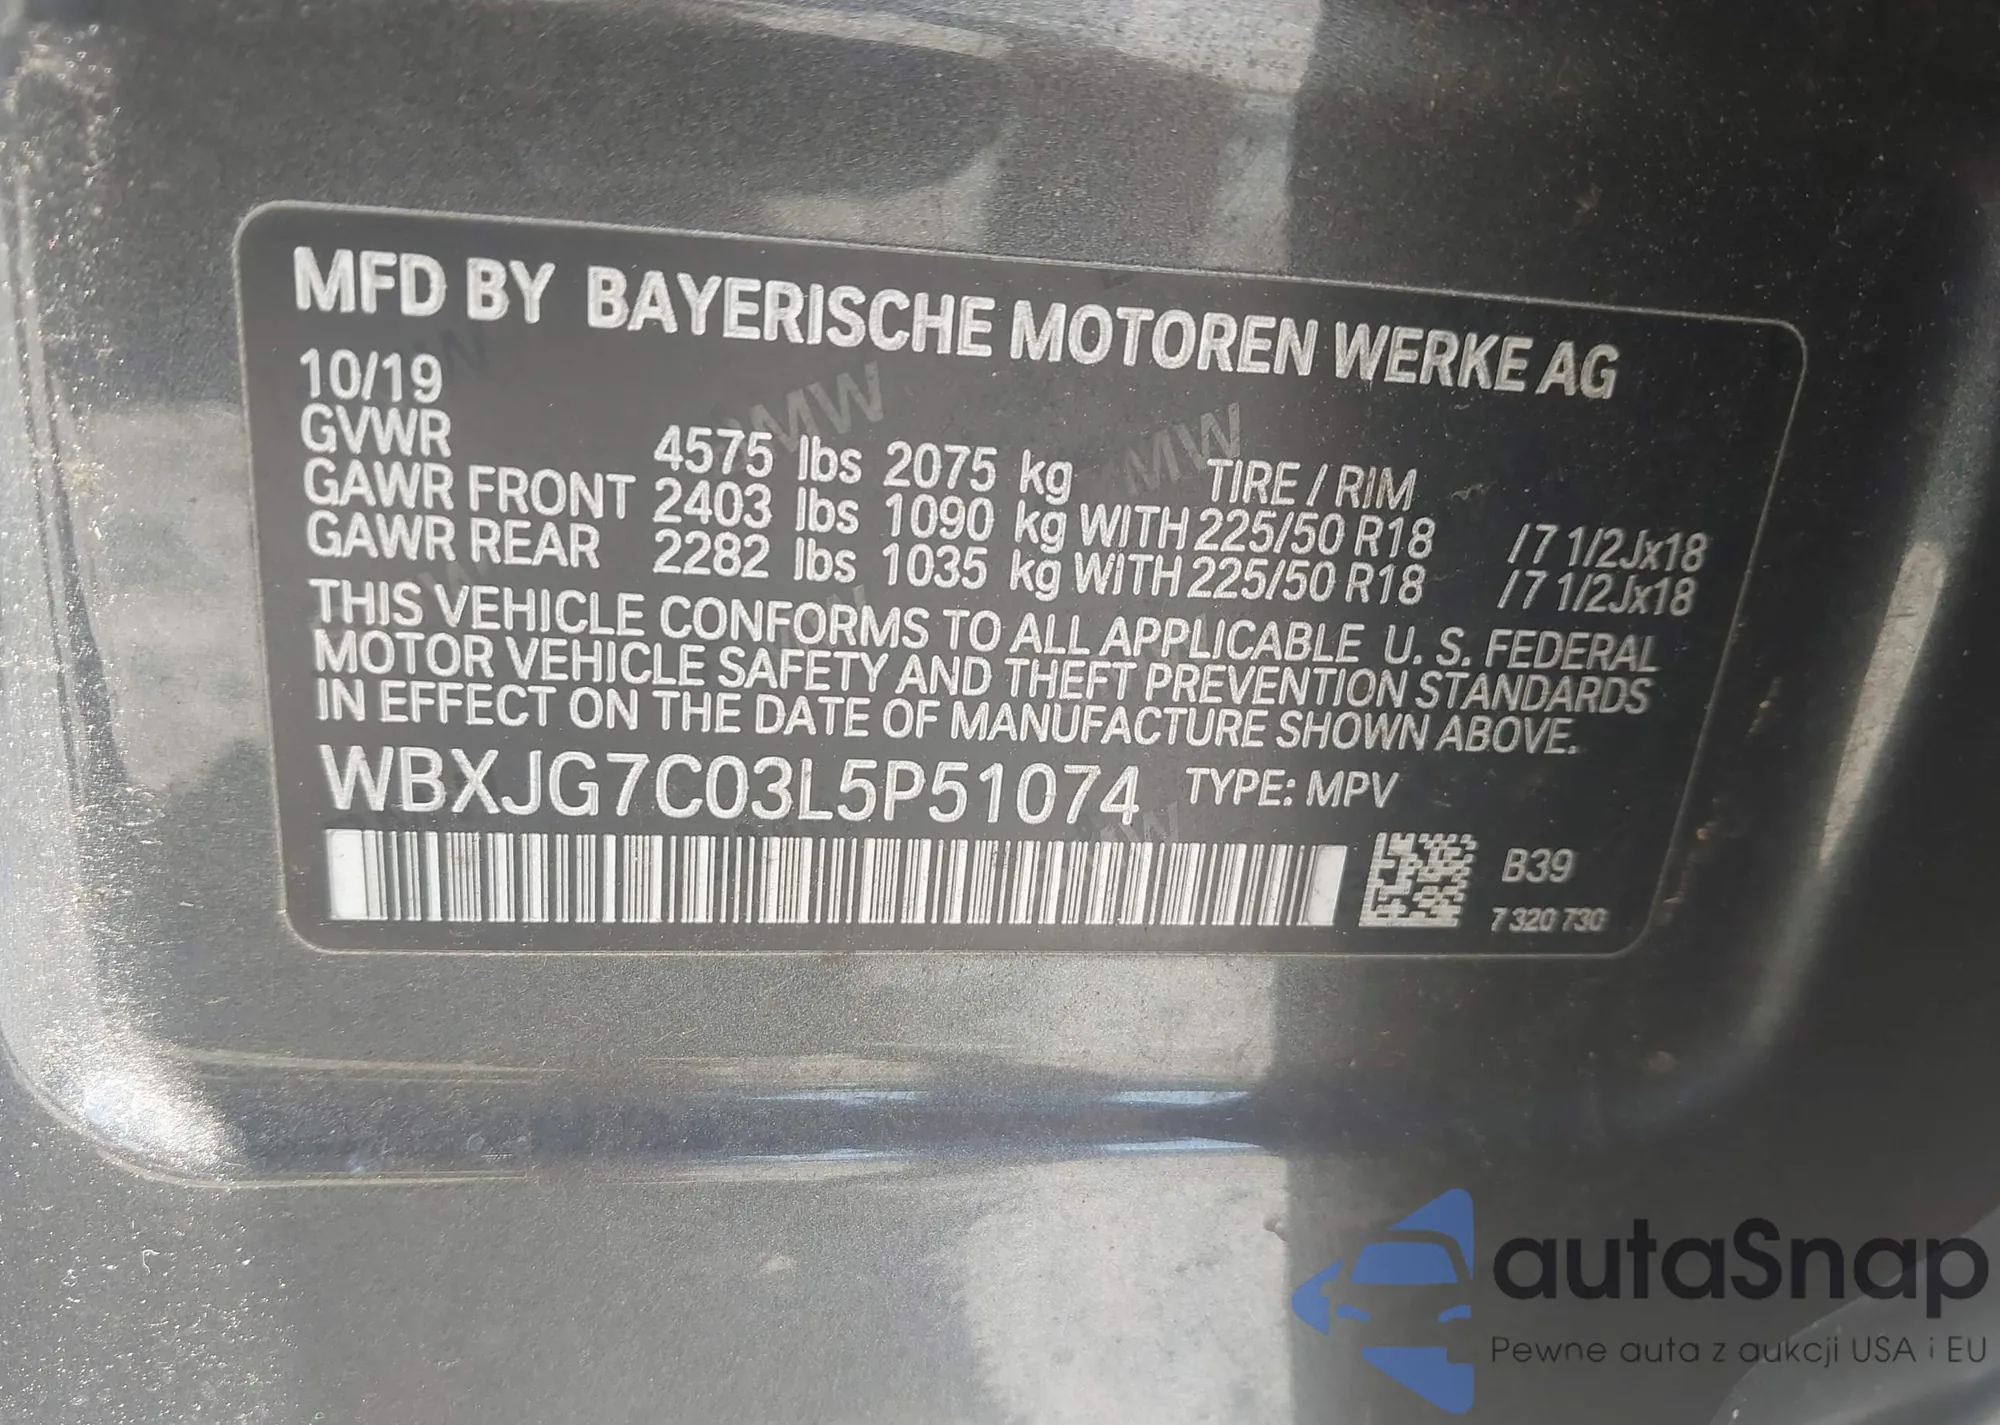 MFD BY BAYERISCHE MOTOREN WERKE AG
10/19
GVWR 4575 lbs 2075 kg TIRE / RIM
GAWR FRONT 2403 lbs 1090 kg WITH 225/50 R18 /7 1/2Jx18
GAWR REAR 2282 lbs 1035 kg WITH 225/50 R18 /7 1/2Jx18
THIS VEHICLE CONFORMS TO ALL APPLICABLE U. S. FEDERAL
MOTOR VEHICLE SAFETY AND THEFT PREVENTION STANDARDS
IN EFFECT ON THE DATE OF MANUFACTURE SHOWN ABOVE.
WBXJG7C03L5P51074 TYPE: MPV
B39
7 320 730
autaSnap
Pewne auta z aukcji USA i EU